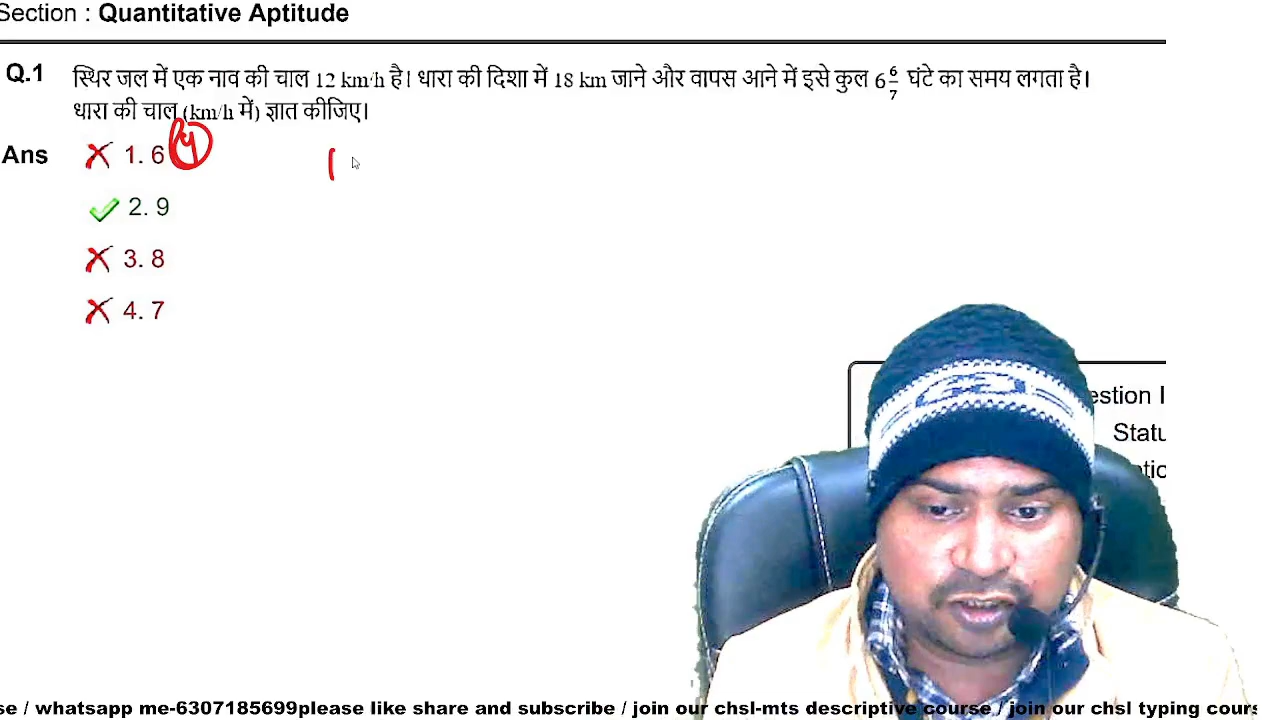 Section : Quantitative Aptitude
Q.1 स्थिर जल में एक नाव की चाल 12 km/h है। धारा की दिशा में 18 km जाने और वापस आने में इसे कुल 6 6/7 घंटे का समय लगता है।
धारा की चाल (km/h में) ज्ञात कीजिए।
Ans 1. 6
2. 9
3. 8
4. 7
estion I
Statu
ptio
se / whatsapp me-6307185699please like share and subscribe / join our chsl-mts descriptive course / join our chsl typing cours